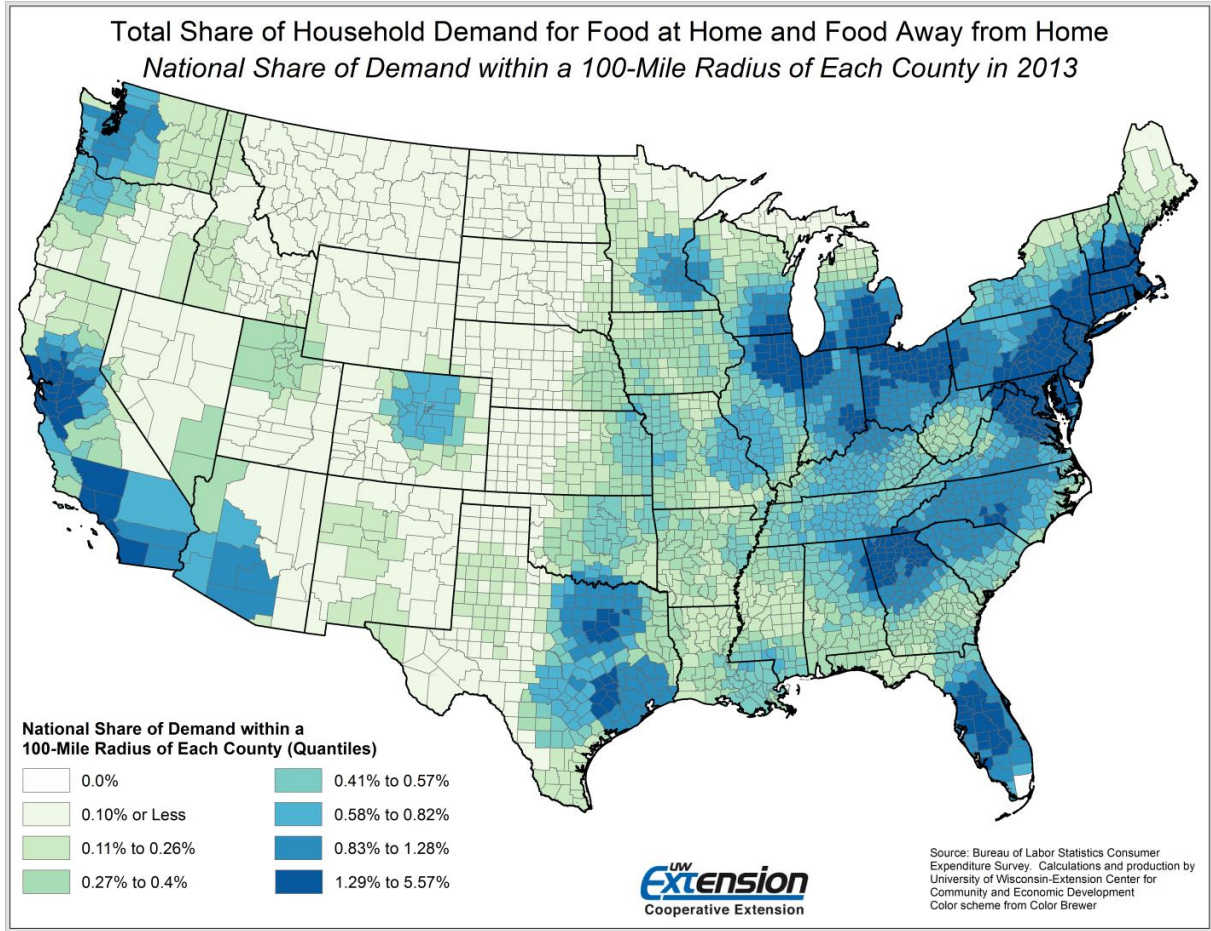 Total Share of Household Demand for Food at Home and Food Away from Home
National Share of Demand within a 100-Mile Radius of Each County in 2013
National Share of Demand within a
100-Mile Radius of Each County (Quantiles)
0.0%
0.10% or Less
0.11% to 0.26%
0.27% to 0.4%
0.41% to 0.57%
0.58% to 0.82%
0.83% to 1.28%
1.29% to 5.57%
UW
Extension
Cooperative Extension
Source: Bureau of Labor Statistics Consumer
Expenditure Survey. Calculations and production by
University of Wisconsin-Extension Center for
Community and Economic Development
Color scheme from Color Brewer